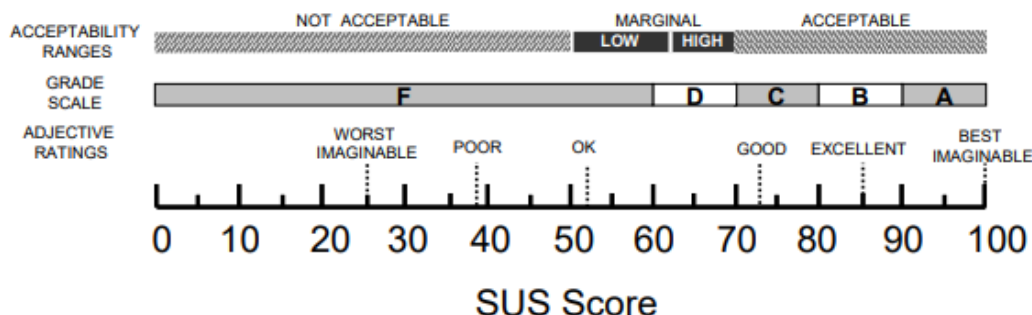 NOT ACCEPTABLE MARGINAL ACCEPTABLE
ACCEPTABILITY
RANGES
LOW HIGH
GRADE
SCALE
F D C B A
ADJECTIVE
RATINGS
WORST
IMAGINABLE
POOR
OK
GOOD
EXCELLENT
BEST
IMAGINABLE
0 10 20 30 40 50 60 70 80 90 100
SUS Score